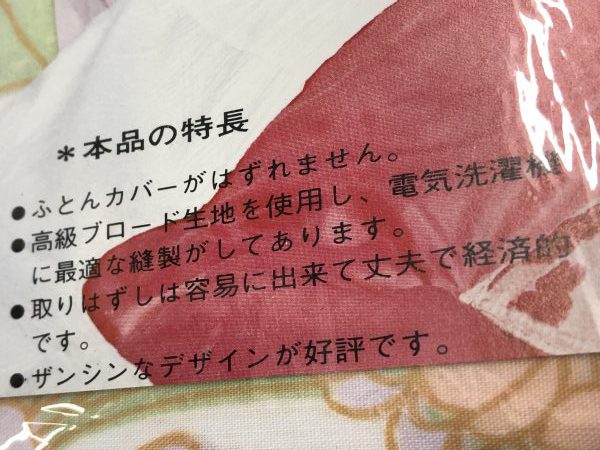 ＊本品の特長
●ふとんカバーがはずれません。
●高級ブロード生地を使用し、電気洗濯機
に最適な縫製がしてあります。
●取りはずしは容易に出来て丈夫で経済的
です。
●ザンシンなデザインが好評です。